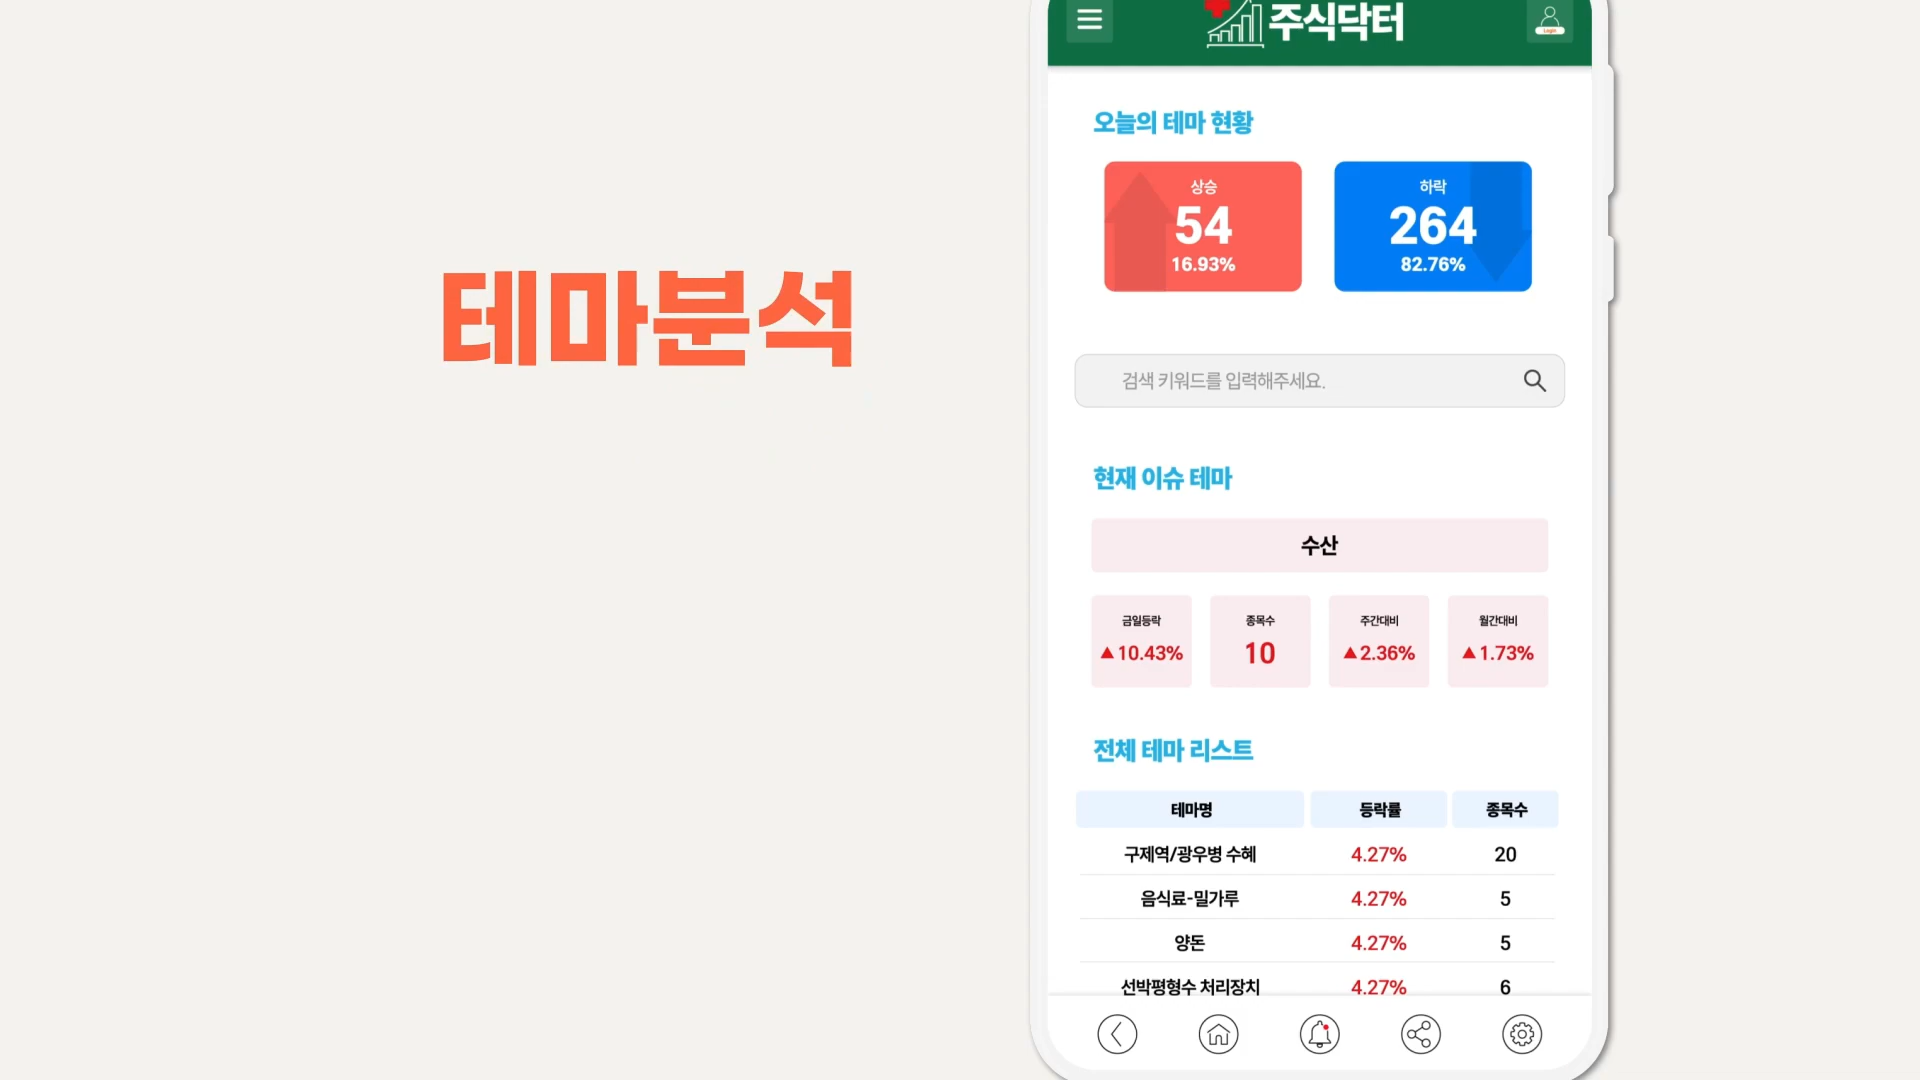 테마분석
주식닥터
Login
오늘의 테마 현황
상승
54
16.93%
하락
264
82.76%
검색 키워드를 입력해주세요.
현재 이슈 테마
수산
금일등락
▲10.43%
종목수
10
주간대비
▲2.36%
월간대비
▲1.73%
전체 테마 리스트
테마명 등락률 종목수
구제역/광우병 수혜 4.27% 20
음식료-밀가루 4.27% 5
양돈 4.27% 5
선박평형수 처리장치 4.27% 6